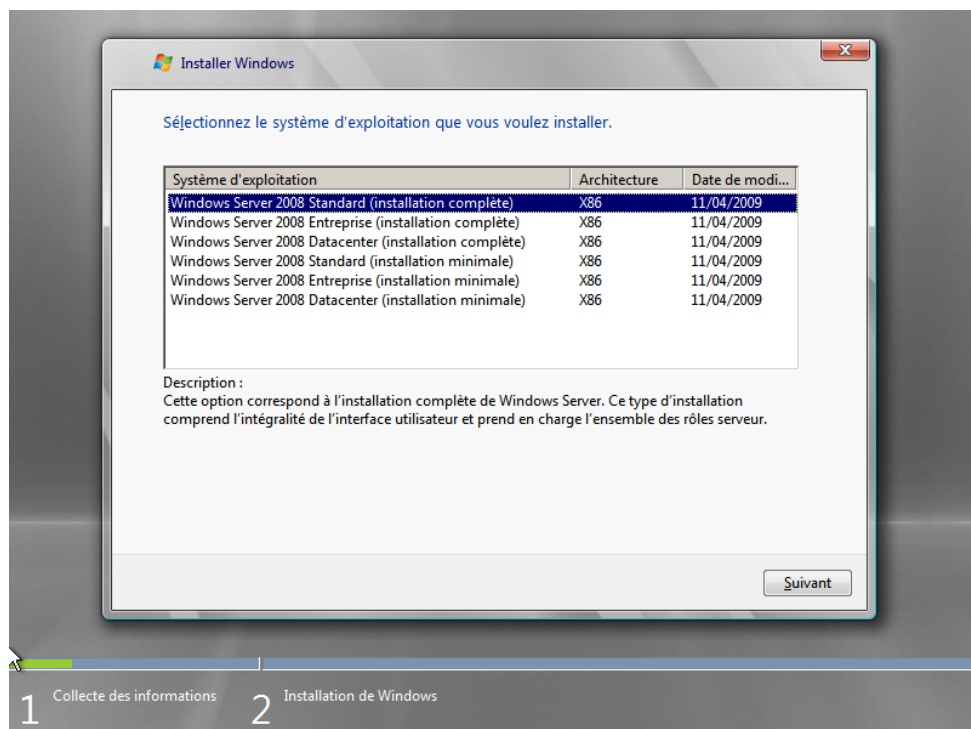 Installer Windows
Sélectionnez le système d'exploitation que vous voulez installer.
Système d'exploitation Architecture Date de modi...
Windows Server 2008 Standard (installation complète) X86 11/04/2009
Windows Server 2008 Entreprise (installation complète) X86 11/04/2009
Windows Server 2008 Datacenter (installation complète) X86 11/04/2009
Windows Server 2008 Standard (installation minimale) X86 11/04/2009
Windows Server 2008 Entreprise (installation minimale) X86 11/04/2009
Windows Server 2008 Datacenter (installation minimale) X86 11/04/2009
Description :
Cette option correspond à l'installation complète de Windows Server. Ce type d'installation
comprend l'intégralité de l'interface utilisateur et prend en charge l'ensemble des rôles serveur.
Suivant
1 Collecte des informations 2 Installation de Windows